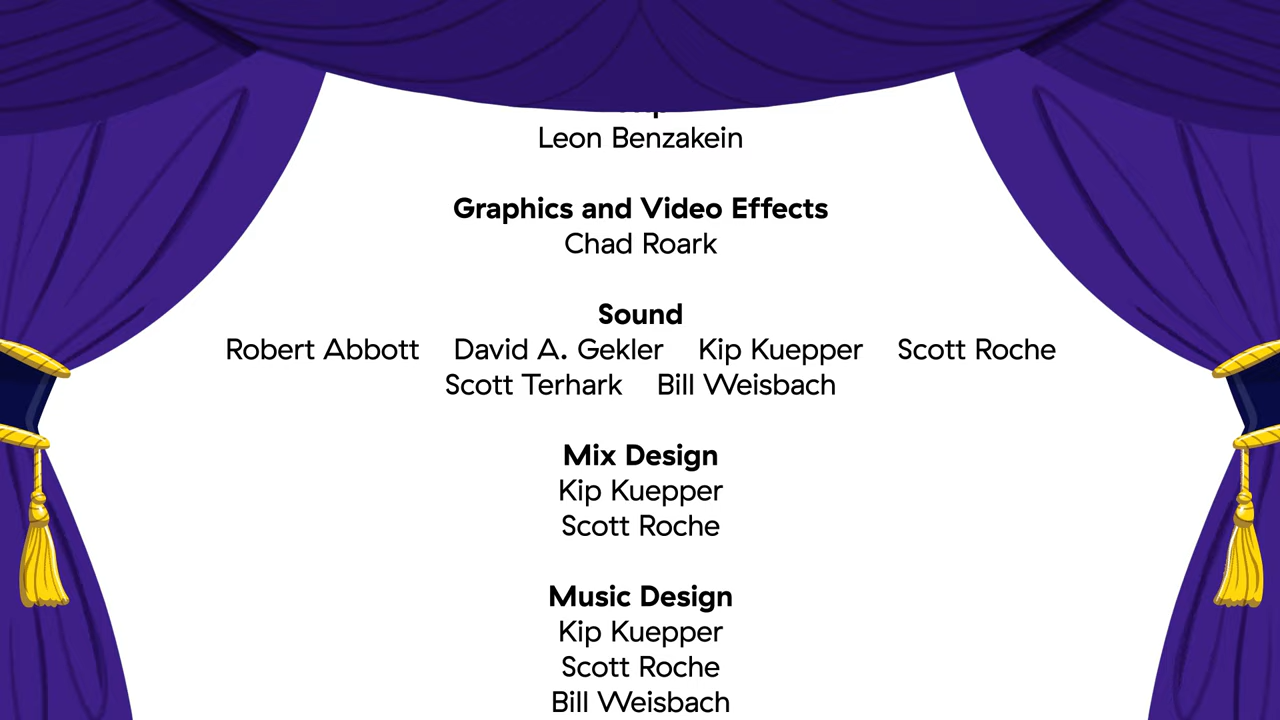 Leon Benzakein
Graphics and Video Effects
Chad Roark
Sound
Robert Abbott David A. Gekler Kip Kuepper Scott Roche
Scott Terhark Bill Weisbach
Mix Design
Kip Kuepper
Scott Roche
Music Design
Kip Kuepper
Scott Roche
Bill Weisbach